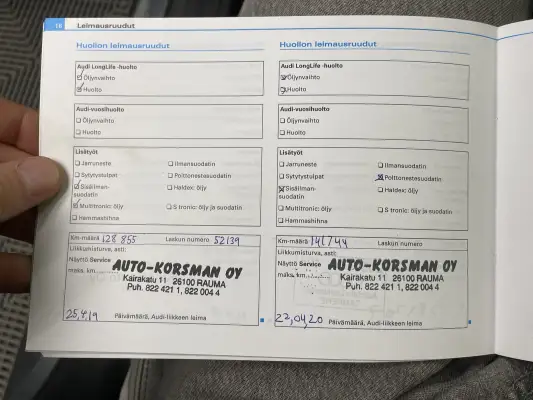 18 Leimausruudut
Huollon leimausruudut
Audi LongLife -huolto
Öljynvaihto
Huolto
Audi-vuosihuolto
Öljynvaihto
Huolto
Lisätyöt
Jarruneste
Ilmansuodatin
Sytytystulpat
Polttonestesuodatin
Sisäilman-
suodatin
Haldex: öljy
Multitronic: öljy
S tronic: öljy ja suodatin
Hammashihna
Km-määrä 128 855 Laskun numero 52139
Liikkumisturva, asti:
Näyttö Service
maks. km
AUTO-KORSMAN OY
Kairakatu 11 26100 RAUMA
Puh. 822 421 1, 822 004 4
25.4.19 Päivämäärä, Audi-liikkeen leima
Huollon leimausruudut
Audi LongLife -huolto
Öljynvaihto
Huolto
Audi-vuosihuolto
Öljynvaihto
Huolto
Lisätyöt
Jarruneste
Ilmansuodatin
Sytytystulpat
Polttonestesuodatin
Sisäilman-
suodatin
Haldex: öljy
Multitronic: öljy
S tronic: öljy ja suodatin
Hammashihna
Km-määrä 141744 Laskun numero
Liikkumisturva, asti:
Näyttö Service
maks. km
AUTO-KORSMAN OY
Kairakatu 11 26100 RAUMA
Puh. 822 421 1, 822 004 4
22,04,20 Päivämäärä, Audi-liikkeen leima